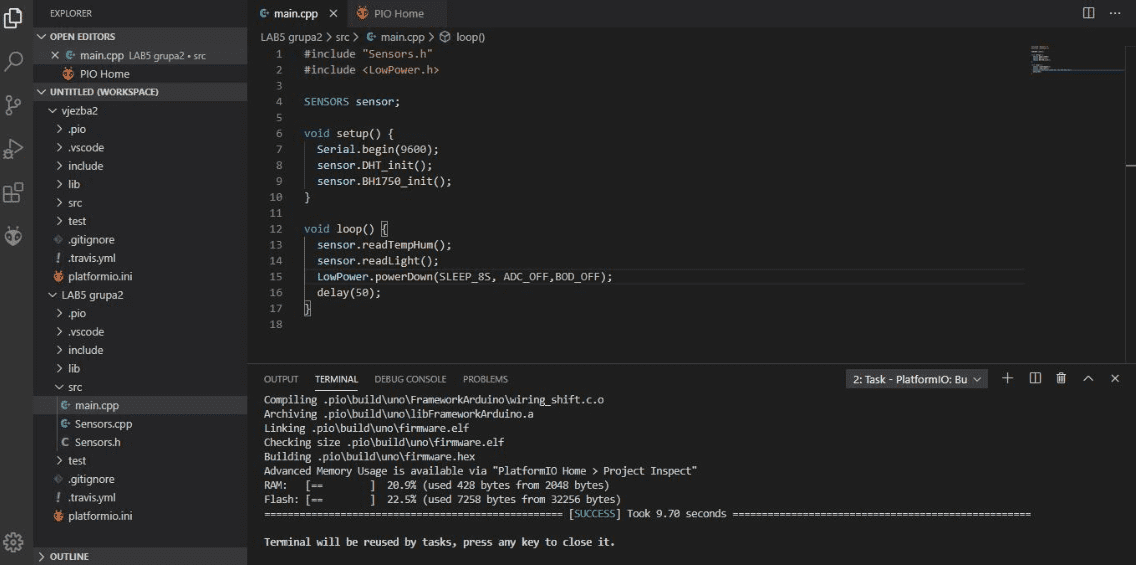 EXPLORER
OPEN EDITORS
main.cpp LAB5 grupa2 • src
PIO Home
UNTITLED (WORKSPACE)
vjezba2
.pio
.vscode
include
lib
src
test
.gitignore
.travis.yml
platformio.ini
LAB5 grupa2
.pio
.vscode
include
lib
src
main.cpp
Sensors.cpp
Sensors.h
test
.gitignore
.travis.yml
platformio.ini
OUTLINE
main.cpp PIO Home
LAB5 grupa2 > src > main.cpp > loop()
1 #include "Sensors.h"
2 #include <LowPower.h>
3
4 SENSORS sensor;
5
6 void setup() {
7 Serial.begin(9600);
8 sensor.DHT_init();
9 sensor.BH1750_init();
10 }
11
12 void loop() {
13 sensor.readTempHum();
14 sensor.readLight();
15 LowPower.powerDown(SLEEP_8S, ADC_OFF,BOD_OFF);
16 delay(50);
17 }
18
OUTPUT TERMINAL DEBUG CONSOLE PROBLEMS 2: Task - PlatformIO: Bu
Compiling .pio\build\uno\FrameworkArduino\wiring_shift.c.o
Archiving .pio\build\uno\libFrameworkArduino.a
Linking .pio\build\uno\firmware.elf
Checking size .pio\build\uno\firmware.elf
Building .pio\build\uno\firmware.hex
Advanced Memory Usage is available via "PlatformIO Home > Project Inspect"
RAM: [== ] 20.9% (used 428 bytes from 2048 bytes)
Flash: [== ] 22.5% (used 7258 bytes from 32256 bytes)
=================================================== [SUCCESS] Took 9.70 seconds ===================================================
Terminal will be reused by tasks, press any key to close it.